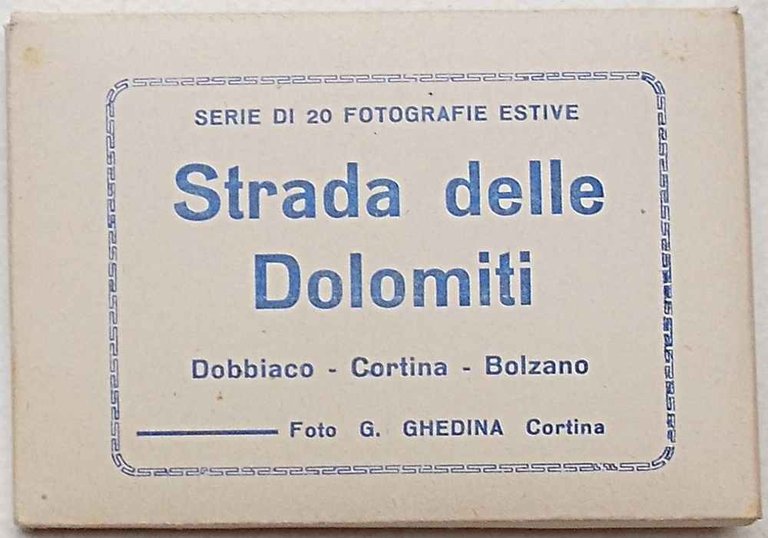 SERIE DI 20 FOTOGRAFIE ESTIVE
Strada delle
Dolomiti
Dobbiaco - Cortina - Bolzano
Foto G. GHEDINA Cortina